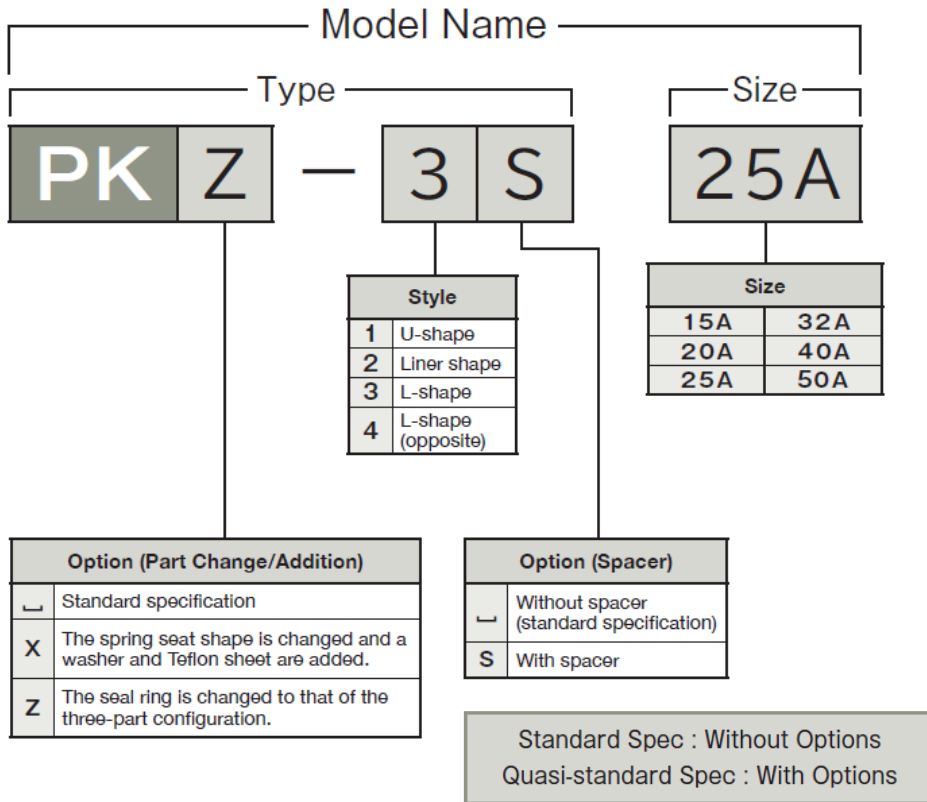 Model Name
Type
Size
PK Z — 3 S 25A
Style
1 U-shape
2 Liner shape
3 L-shape
4 L-shape
(opposite)
Size
15A 32A
20A 40A
25A 50A
Option (Part Change/Addition)
⎵ Standard specification
X The spring seat shape is changed and a
washer and Teflon sheet are added.
Z The seal ring is changed to that of the
three-part configuration.
Option (Spacer)
⎵ Without spacer
(standard specification)
S With spacer
Standard Spec : Without Options
Quasi-standard Spec : With Options